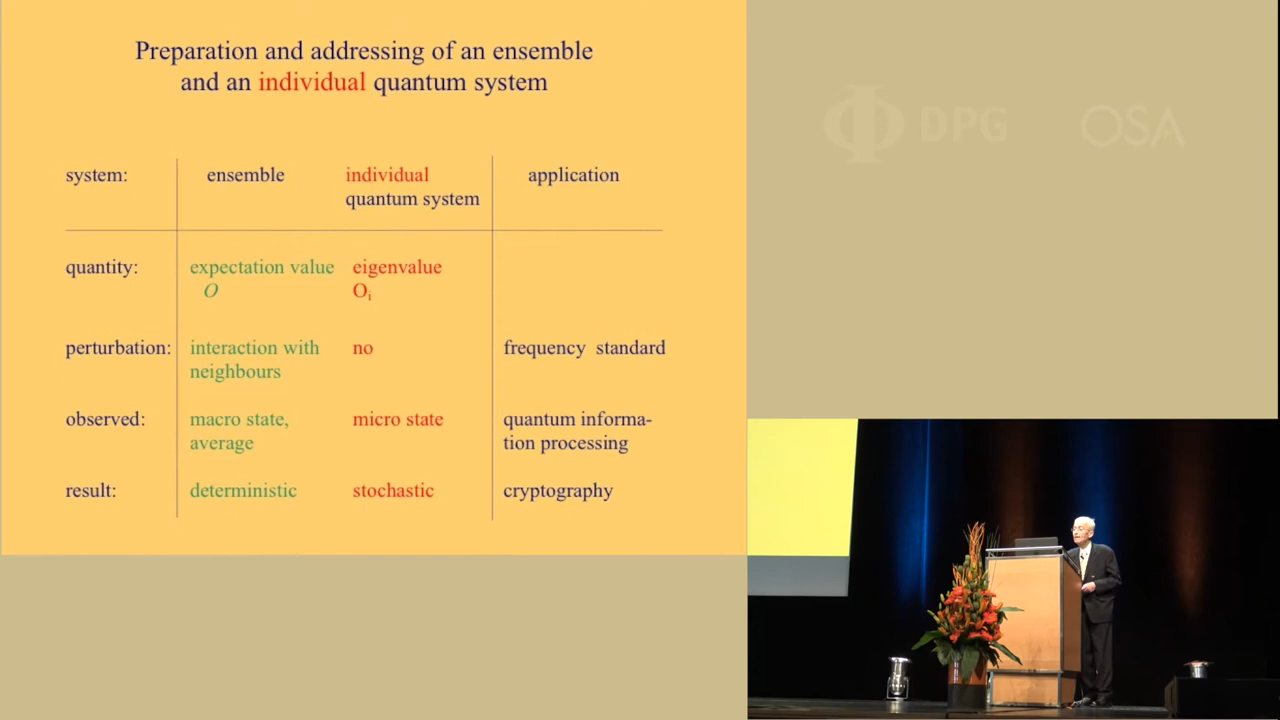 Preparation and addressing of an ensemble
and an individual quantum system
system: ensemble individual application
quantum system
quantity: expectation value eigenvalue
O Oi
perturbation: interaction with no frequency standard
neighbours
observed: macro state, micro state quantum informa-
average tion processing
result: deterministic stochastic cryptography
DPG OSA